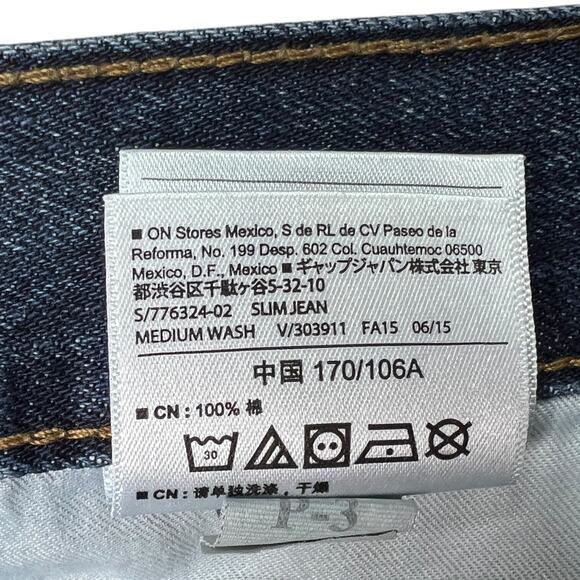 ■ ON Stores Mexico, S de RL de CV Paseo de la
Reforma, No. 199 Desp. 602 Col. Cuauhtemoc 06500
Mexico, D.F., Mexico ■ ギャップジャパン株式会社 東京
都渋谷区千駄ヶ谷5-32-10
S/776324-02 SLIM JEAN
MEDIUM WASH V/303911 FA15 06/15
中国 170/106A
■ CN : 100% 棉
30
■ CN : 请单独洗涤 , 干燥
P-3